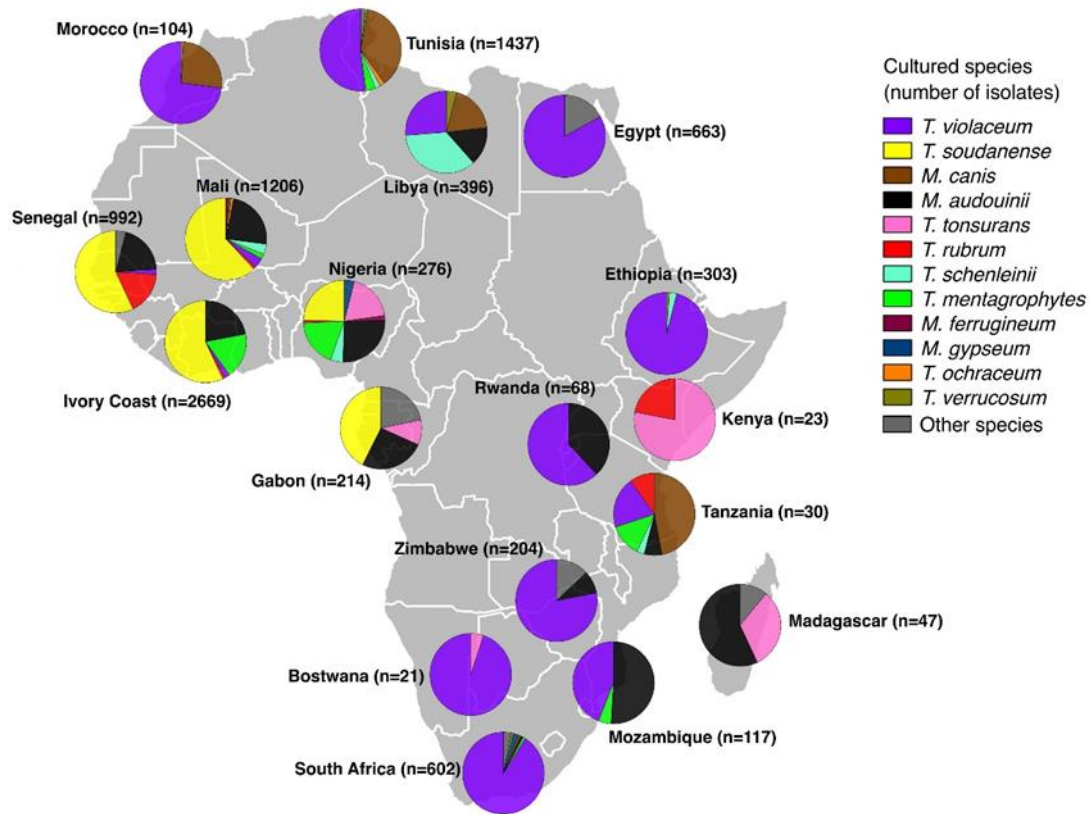 Morocco (n=104)
Tunisia (n=1437)
Egypt (n=663)
Libya (n=396)
Mali (n=1206)
Senegal (n=992)
Nigeria (n=276)
Ethiopia (n=303)
Ivory Coast (n=2669)
Rwanda (n=68)
Kenya (n=23)
Gabon (n=214)
Tanzania (n=30)
Zimbabwe (n=204)
Madagascar (n=47)
Bostwana (n=21)
Mozambique (n=117)
South Africa (n=602)
Cultured species
(number of isolates)
T. violaceum
T. soudanense
M. canis
M. audouinii
T. tonsurans
T. rubrum
T. schenleinii
T. mentagrophytes
M. ferrugineum
M. gypseum
T. ochraceum
T. verrucosum
Other species